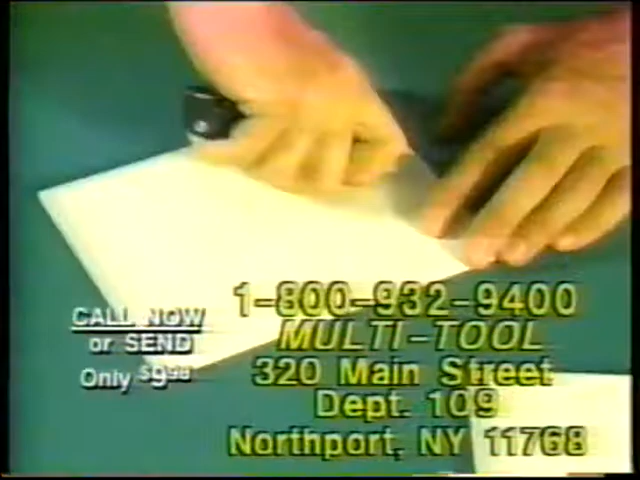 1-800-932-9400
MULTI-TOOL
320 Main Street
Dept. 109
Northport, NY 11768
CALL NOW
or SEND
Only $9.98